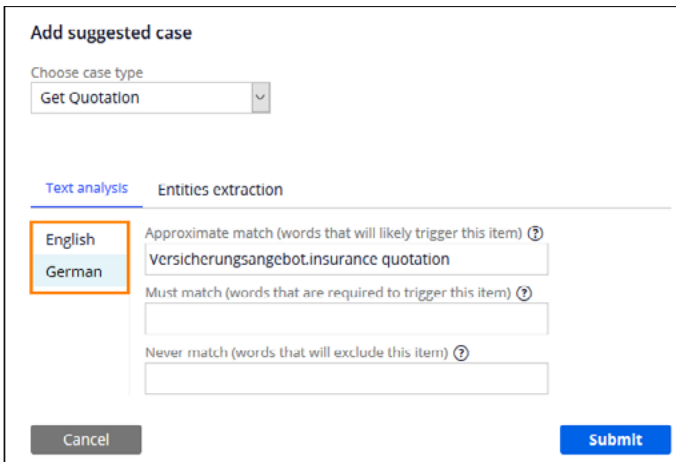 Add suggested case
Choose case type
Get Quotation
Text analysis Entities extraction
English
German
Approximate match (words that will likely trigger this item) ?
Versicherungsangebot.insurance quotation
Must match (words that are required to trigger this item) ?
Never match (words that will exclude this item) ?
Cancel Submit